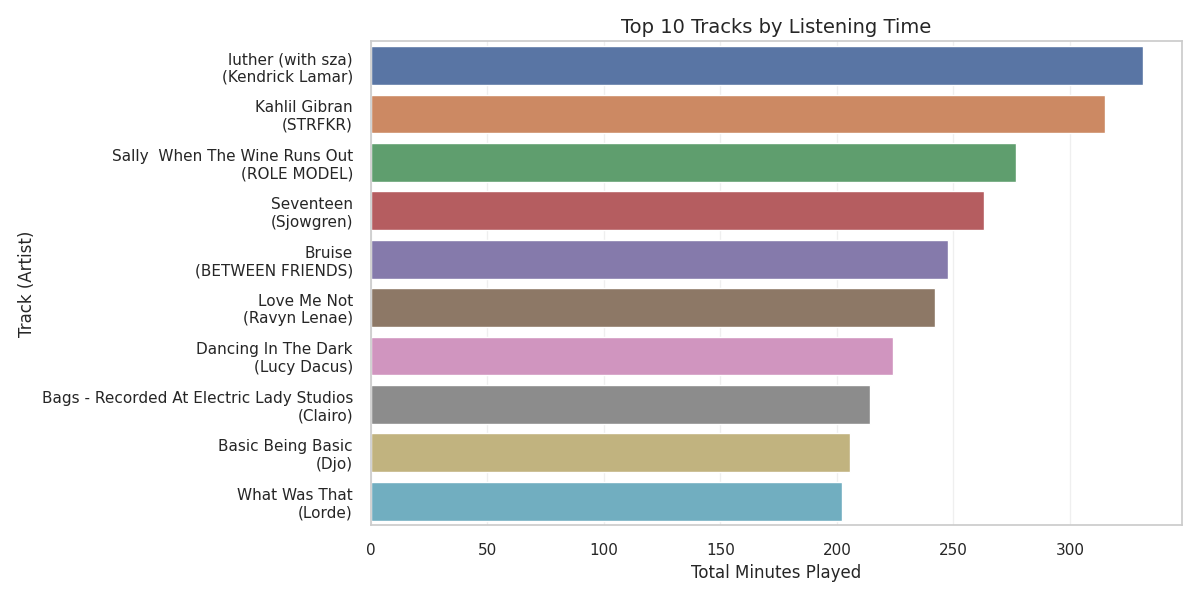 Top 10 Tracks by Listening Time
Track (Artist)
luther (with sza)
(Kendrick Lamar)
Kahlil Gibran
(STRFKR)
Sally  When The Wine Runs Out
(ROLE MODEL)
Seventeen
(Sjowgren)
Bruise
(BETWEEN FRIENDS)
Love Me Not
(Ravyn Lenae)
Dancing In The Dark
(Lucy Dacus)
Bags - Recorded At Electric Lady Studios
(Clairo)
Basic Being Basic
(Djo)
What Was That
(Lorde)
0 50 100 150 200 250 300
Total Minutes Played